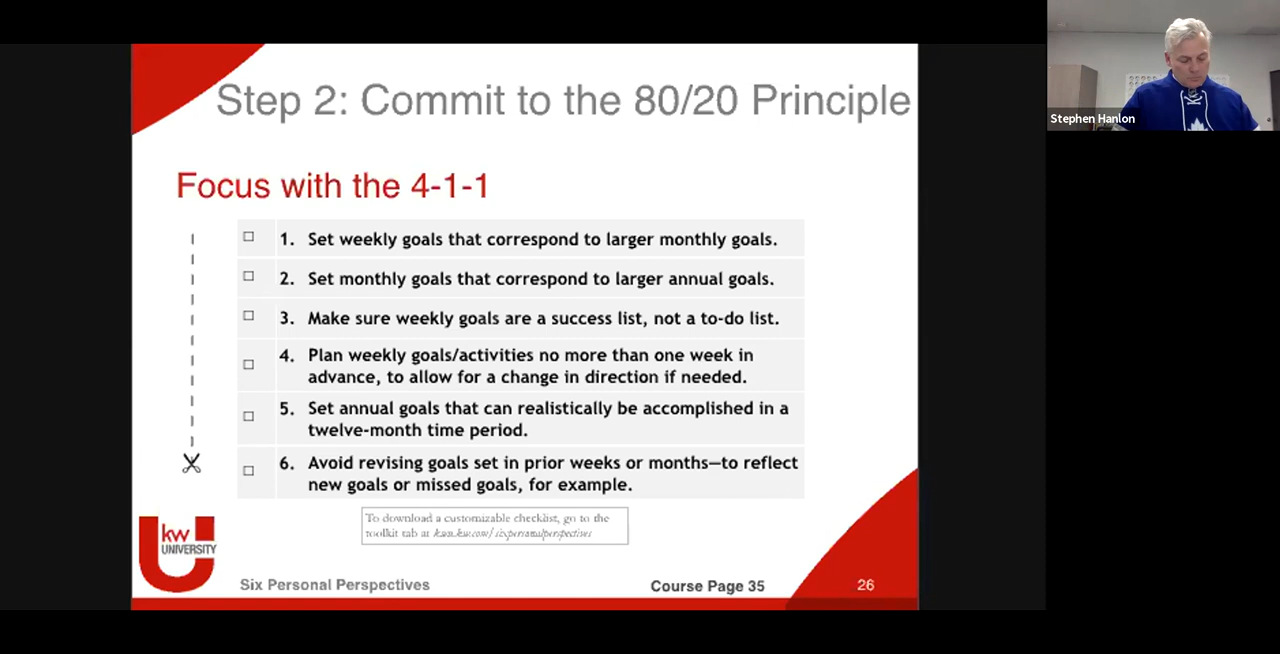 Step 2: Commit to the 80/20 Principle
Stephen Hanlon
Focus with the 4-1-1
1. Set weekly goals that correspond to larger monthly goals.
2. Set monthly goals that correspond to larger annual goals.
3. Make sure weekly goals are a success list, not a to-do list.
4. Plan weekly goals/activities no more than one week in
advance, to allow for a change in direction if needed.
5. Set annual goals that can realistically be accomplished in a
twelve-month time period.
6. Avoid revising goals set in prior weeks or months—to reflect
new goals or missed goals, for example.
To download a customizable checklist, go to the
toolkit tab at
kw
UNIVERSITY
Six Personal Perspectives
Course Page 35
26